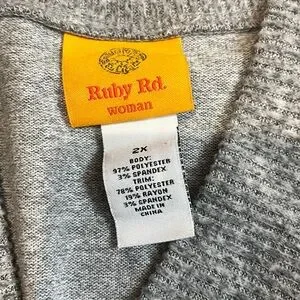 Ruby Rd.
woman
2X
BODY:
97% POLYESTER
3% SPANDEX
TRIM:
78% POLYESTER
19% RAYON
3% SPANDEX
MADE IN
CHINA